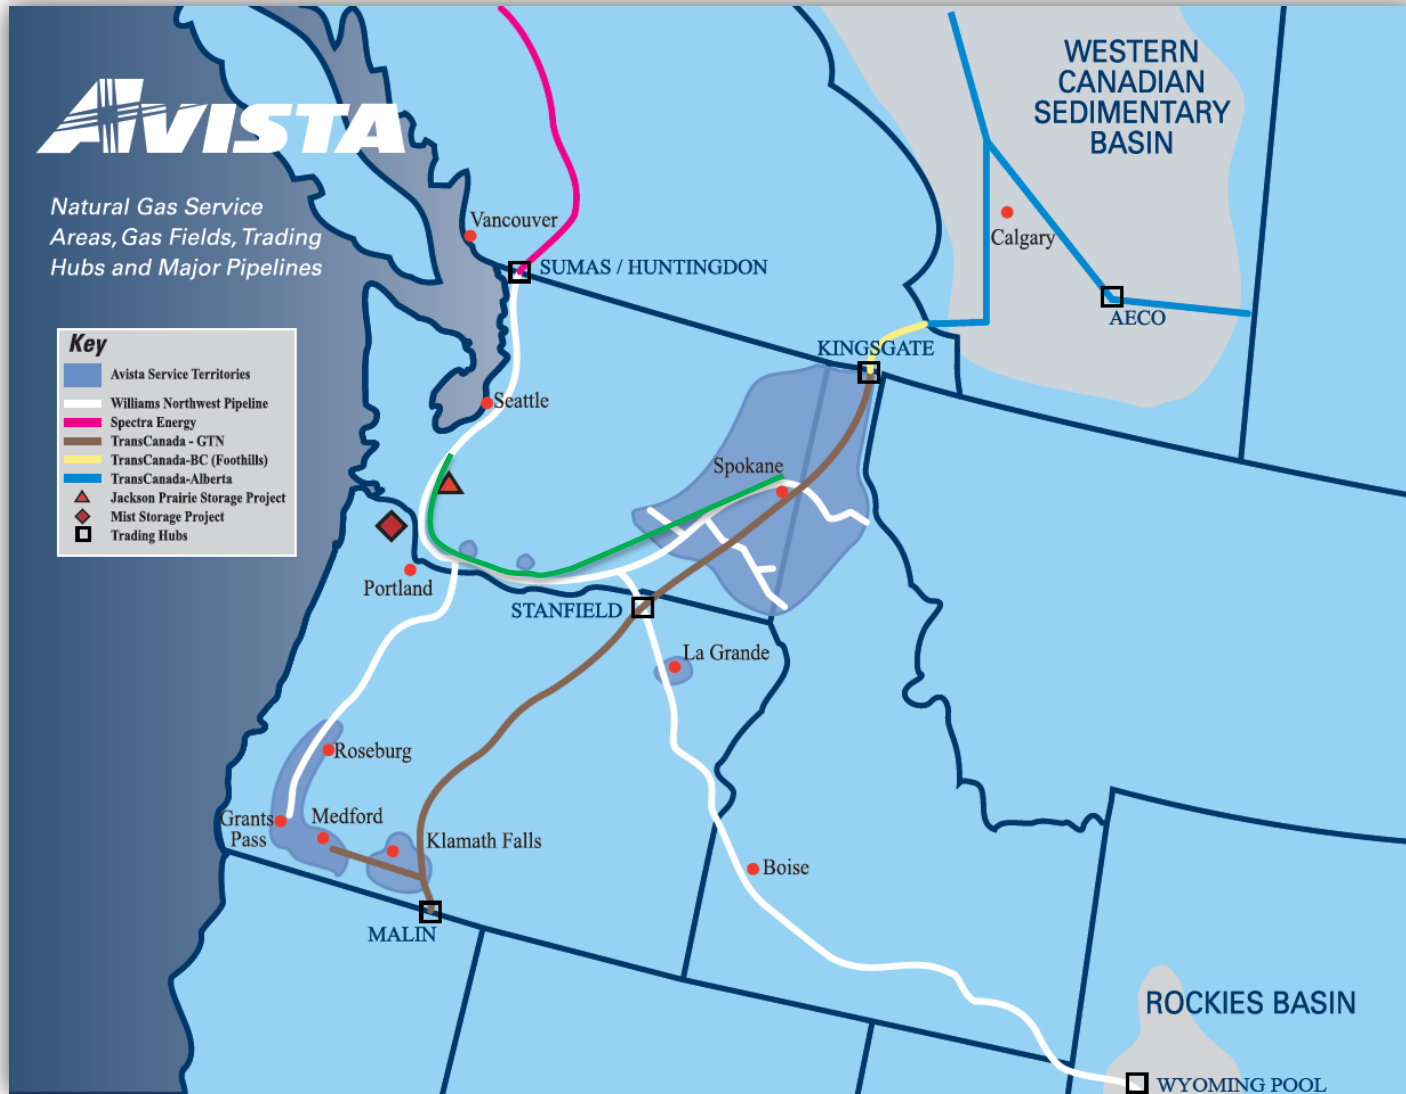 AVISTA
Natural Gas Service
Areas, Gas Fields, Trading
Hubs and Major Pipelines
Key
Avista Service Territories
Williams Northwest Pipeline
Spectra Energy
TransCanada - GTN
TransCanada-BC (Foothills)
TransCanada-Alberta
Jackson Prairie Storage Project
Mist Storage Project
Trading Hubs
WESTERN
CANADIAN
SEDIMENTARY
BASIN
Vancouver
SUMAS / HUNTINGDON
Calgary
AECO
KINGSGATE
Seattle
Spokane
Portland
STANFIELD
La Grande
Roseburg
Grants
Pass
Medford
Klamath Falls
Boise
MALIN
ROCKIES BASIN
WYOMING POOL